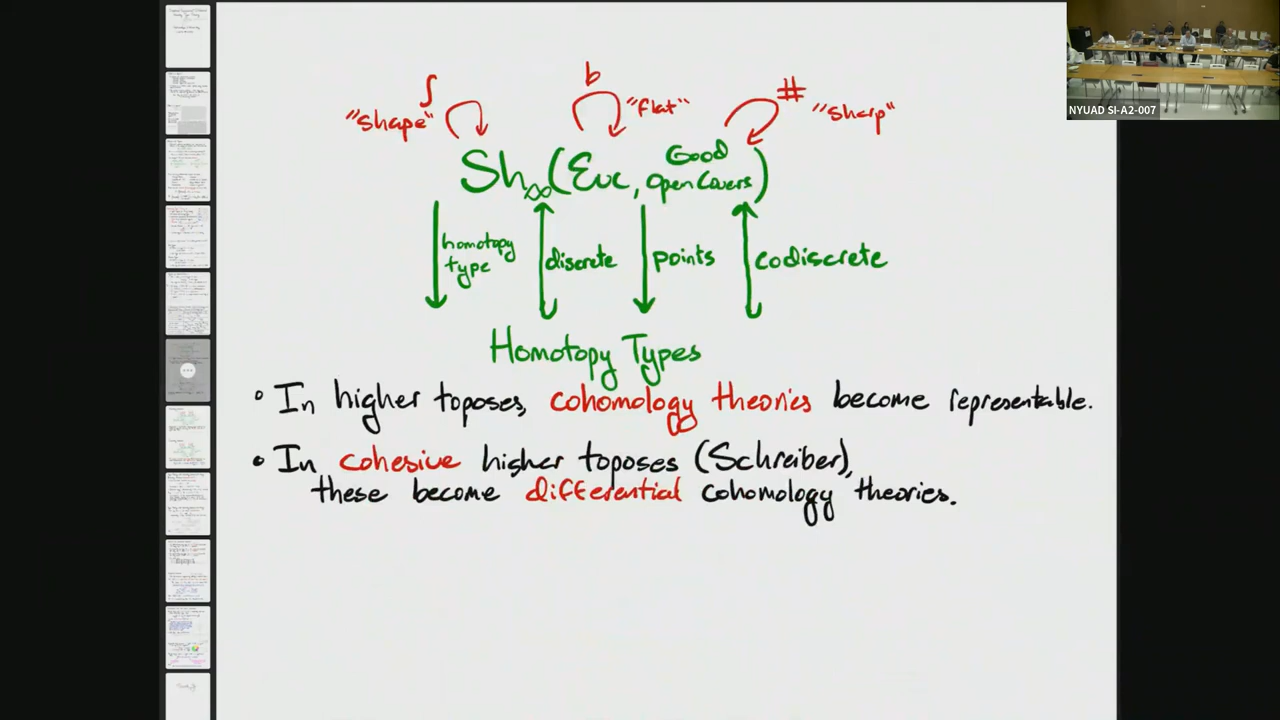 ʃ ♭ #
"shape" "flat" "sharp"
Sh∞(Euc, Good Open Covers)
homotopy type discrete points codiscrete
Homotopy Types
• In higher toposes, cohomology theories become representable.
• In cohesive higher toposes (Schreiber),
these become differential cohomology theories.
NYUAD SI-A2-007